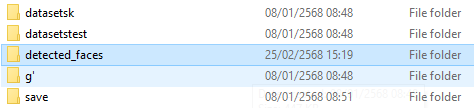 datasetsk 08/01/2568 08:48 File folder
datasetstest 08/01/2568 08:48 File folder
detected_faces 25/02/2568 15:19 File folder
g' 08/01/2568 08:48 File folder
save 08/01/2568 08:51 File folder